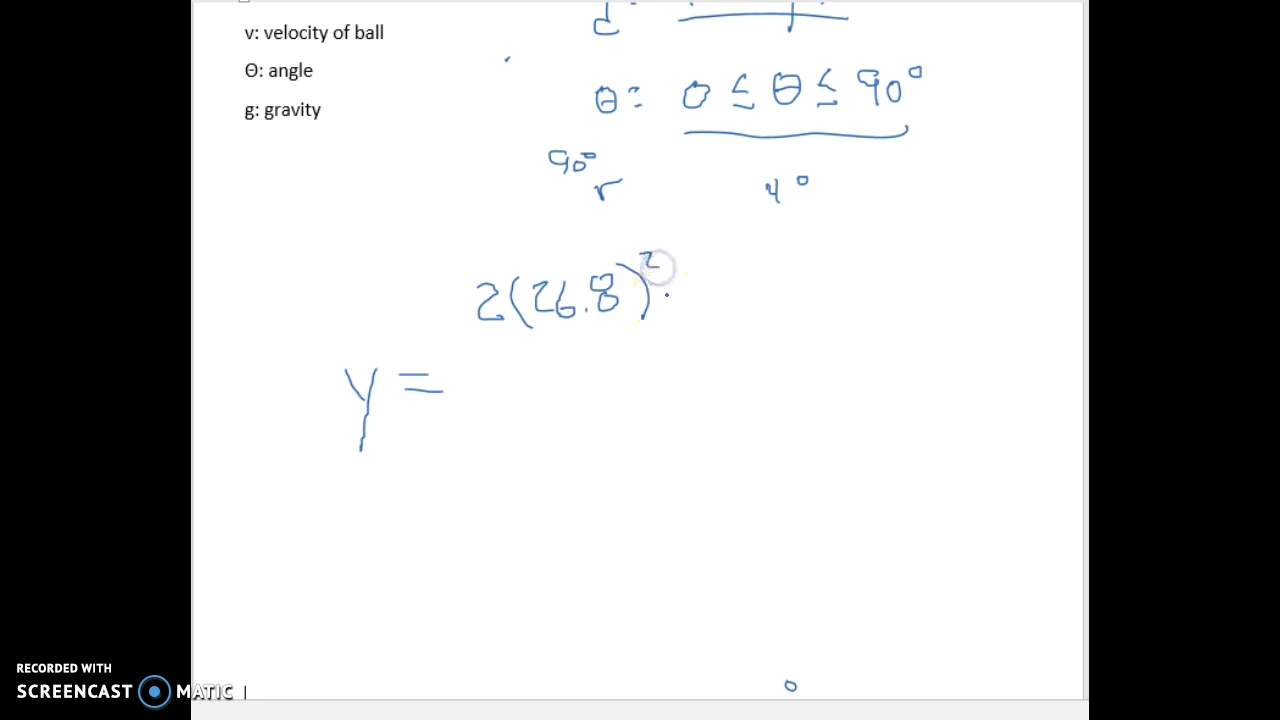 v: velocity of ball
d:
Θ: angle
θ: 0 ≤ θ ≤ 90°
g: gravity
90°
r
4°
2(26.8)²
y =
RECORDED WITH
SCREENCAST MATIC